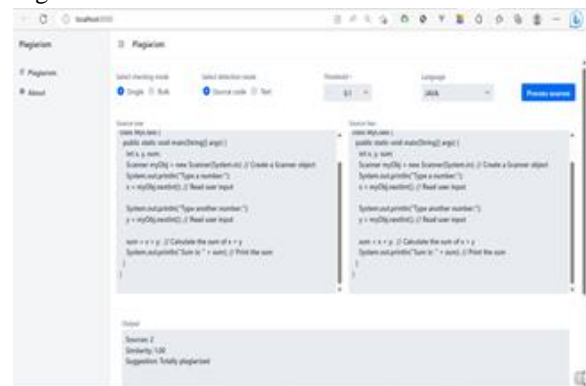 localhost
Plagiarism
Plagiarism
Plagiarism
About
Select checking mode
Select detection mode
Threshold
Language
Single
Bulk
Source code
Text
0.1
JAVA
Process sources
Source one
Source two
class MyClass {
public static void main(String[] args) {
int x, y, sum;
Scanner myObj = new Scanner(System.in); // Create a Scanner object
System.out.println("Type a number:");
x = myObj.nextInt(); // Read user input
System.out.println("Type another number:");
y = myObj.nextInt(); // Read user input
sum = x + y; // Calculate the sum of x + y
System.out.println("Sum is: " + sum); // Print the sum
}
}
class MyClass {
public static void main(String[] args) {
int x, y, sum;
Scanner myObj = new Scanner(System.in); // Create a Scanner object
System.out.println("Type a number:");
x = myObj.nextInt(); // Read user input
System.out.println("Type another number:");
y = myObj.nextInt(); // Read user input
sum = x + y; // Calculate the sum of x + y
System.out.println("Sum is: " + sum); // Print the sum
}
}
Output
Sources: 2
Similarity: 1.00
Suggestion: Totally plagiarized